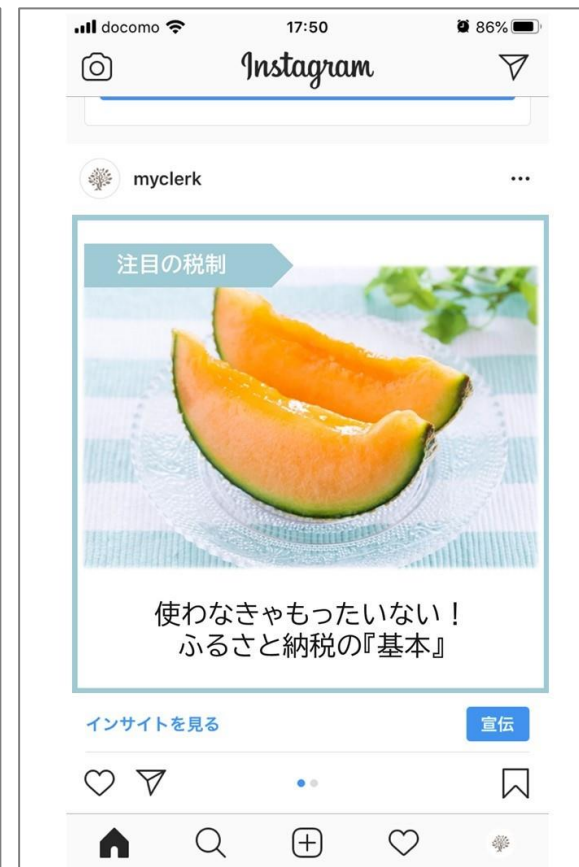 docomo 17:50 86%
Instagram
myclerk
注目の税制
使わなきゃもったいない！
ふるさと納税の『基本』
インサイトを見る 宣伝